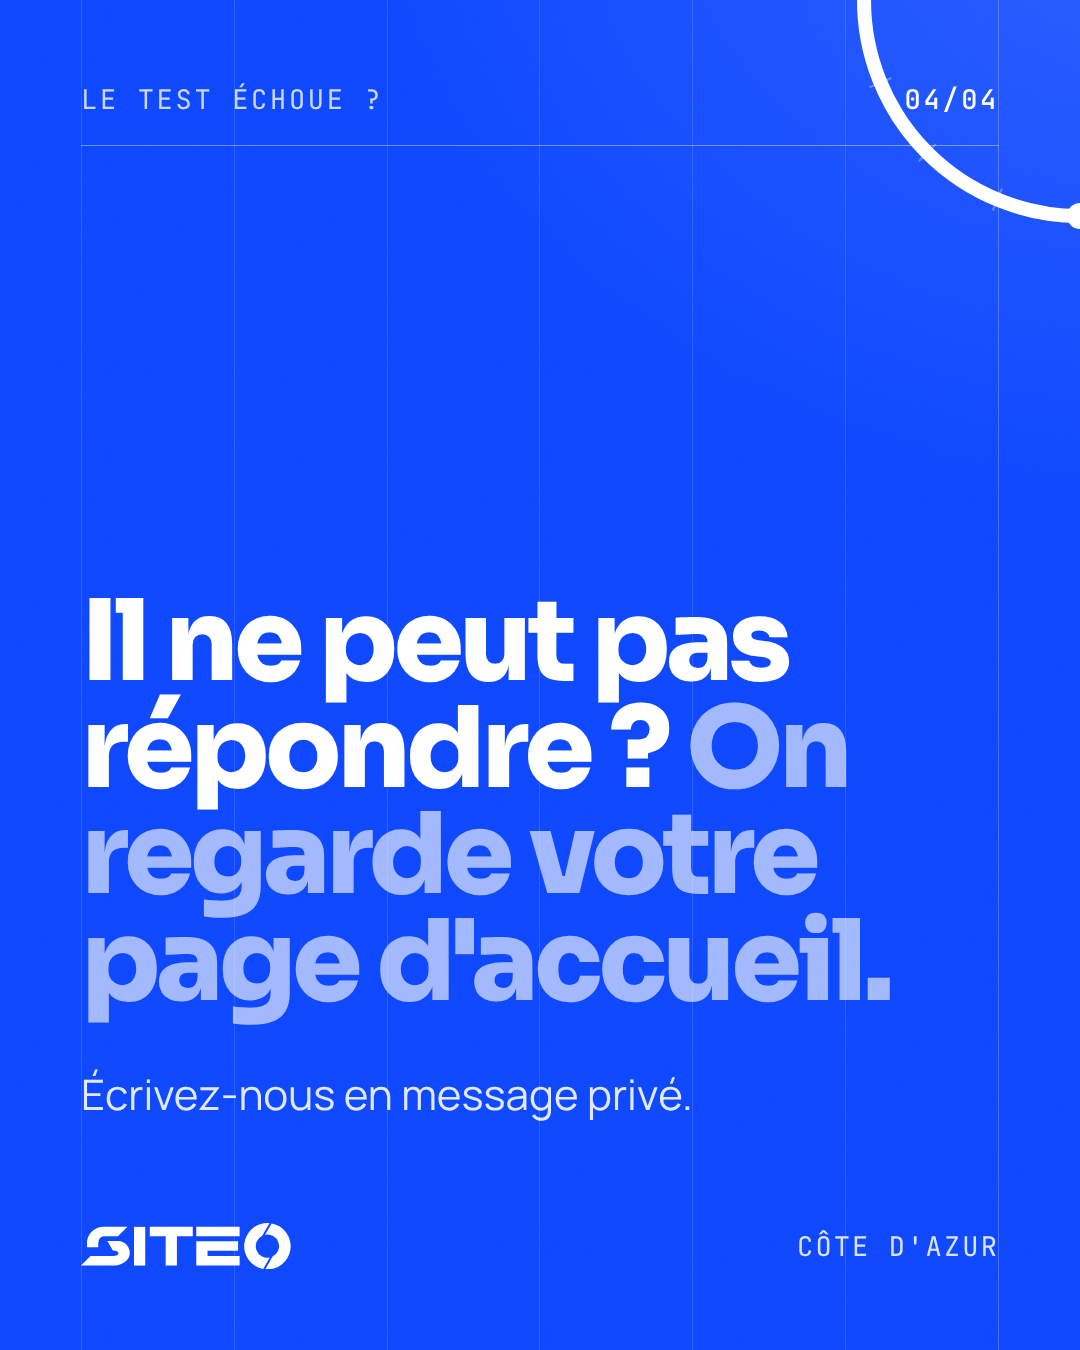 LE TEST ÉCHOUE ?
04/04
Il ne peut pas
répondre ? On
regarde votre
page d'accueil.
Écrivez-nous en message privé.
SITEO
CÔTE D'AZUR